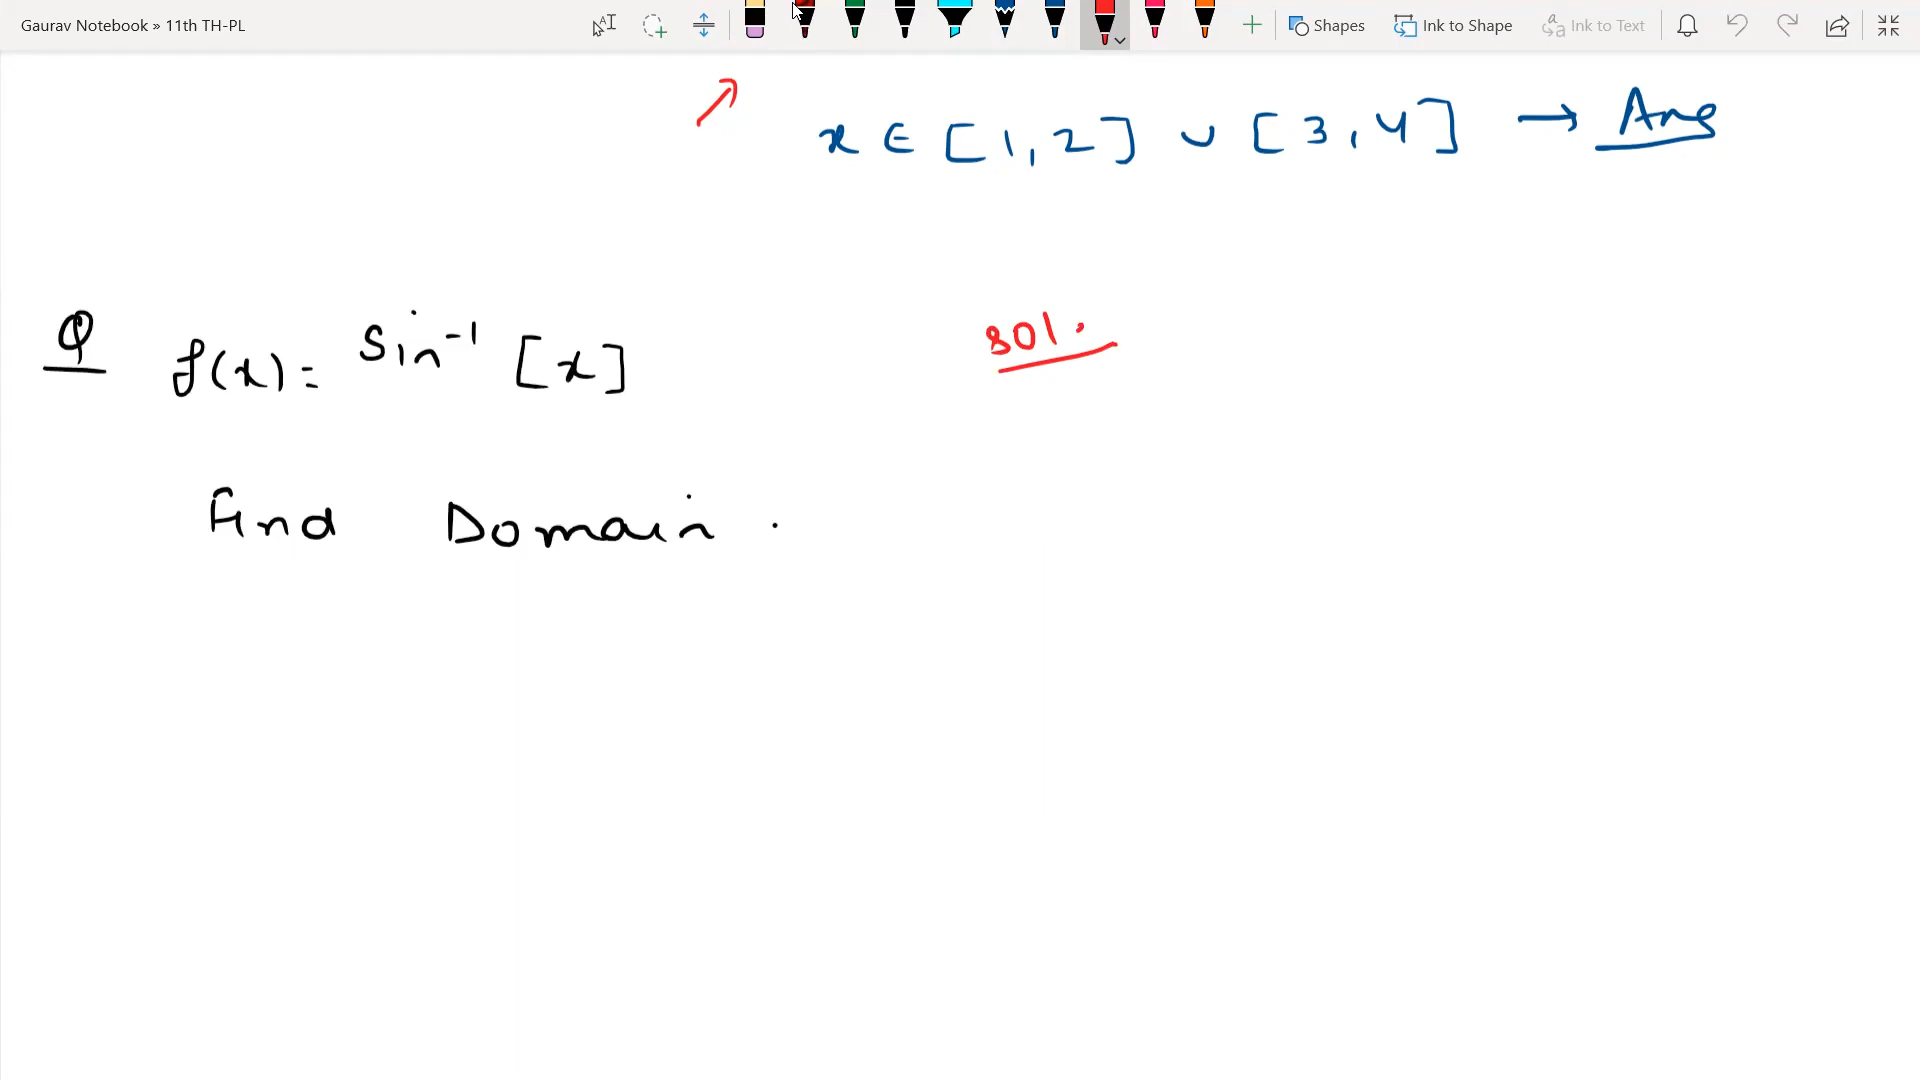 Gaurav Notebook » 11th TH-PL
Shapes
Ink to Shape
Ink to Text
x ∈ [1, 2] ∪ [3, 4] → Ans
Q f(x) = Sin⁻¹ [x]
sol.
Find Domain .